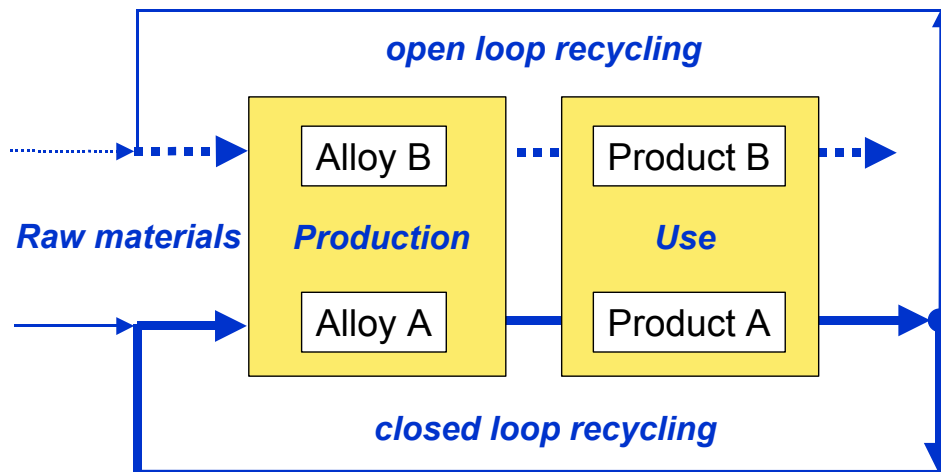 open loop recycling
Alloy B
Product B
Raw materials
Production
Use
Alloy A
Product A
closed loop recycling